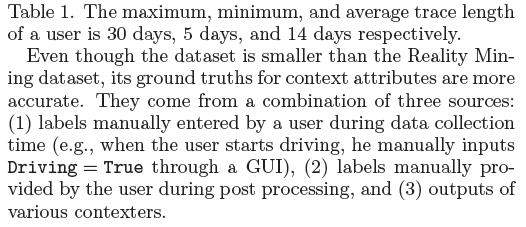 Table 1. The maximum, minimum, and average trace length
of a user is 30 days, 5 days, and 14 days respectively.
Even though the dataset is smaller than the Reality Min-
ing dataset, its ground truths for context attributes are more
accurate. They come from a combination of three sources:
(1) labels manually entered by a user during data collection
time (e.g., when the user starts driving, he manually inputs
Driving = True through a GUI), (2) labels manually pro-
vided by the user during post processing, and (3) outputs of
various contexters.